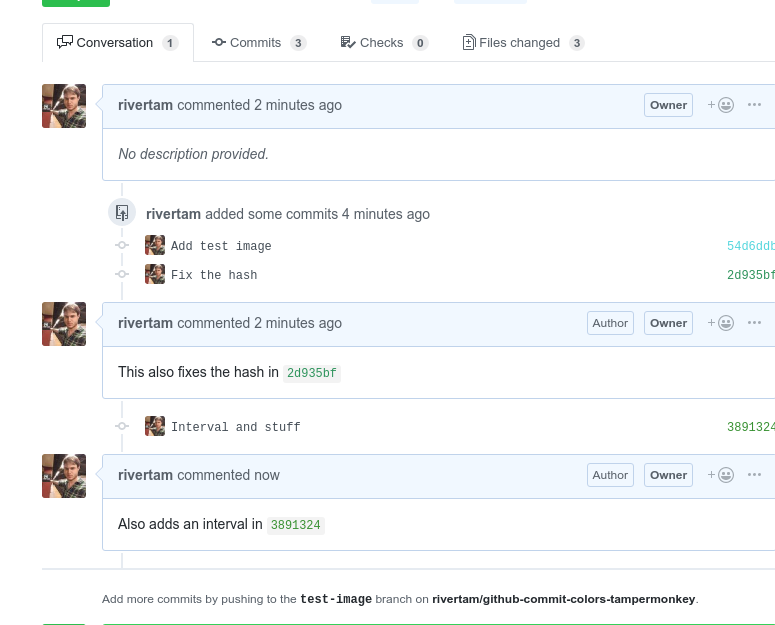 Conversation 1 Commits 3 Checks 0 Files changed 3
rivertam commented 2 minutes ago Owner
No description provided.
rivertam added some commits 4 minutes ago
Add test image 54d6ddb
Fix the hash 2d935bf
rivertam commented 2 minutes ago Author Owner
This also fixes the hash in 2d935bf
Interval and stuff 3891324
rivertam commented now Author Owner
Also adds an interval in 3891324
Add more commits by pushing to the test-image branch on rivertam/github-commit-colors-tampermonkey.